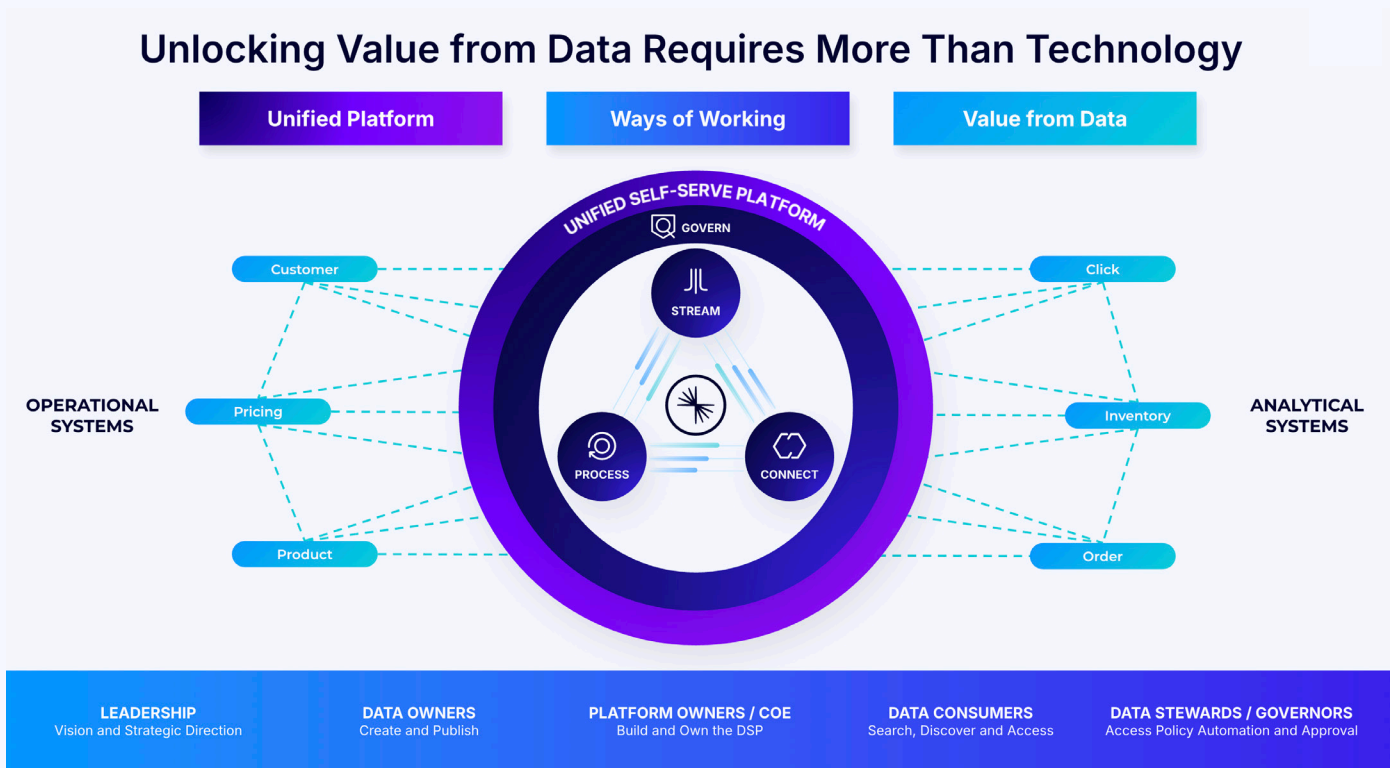 Unlocking Value from Data Requires More Than Technology
Unified Platform
Ways of Working
Value from Data
UNIFIED SELF-SERVE PLATFORM
GOVERN
STREAM
PROCESS
CONNECT
OPERATIONAL
SYSTEMS
Customer
Pricing
Product
Click
Inventory
Order
ANALYTICAL
SYSTEMS
LEADERSHIP
Vision and Strategic Direction
DATA OWNERS
Create and Publish
PLATFORM OWNERS / COE
Build and Own the DSP
DATA CONSUMERS
Search, Discover and Access
DATA STEWARDS / GOVERNORS
Access Policy Automation and Approval